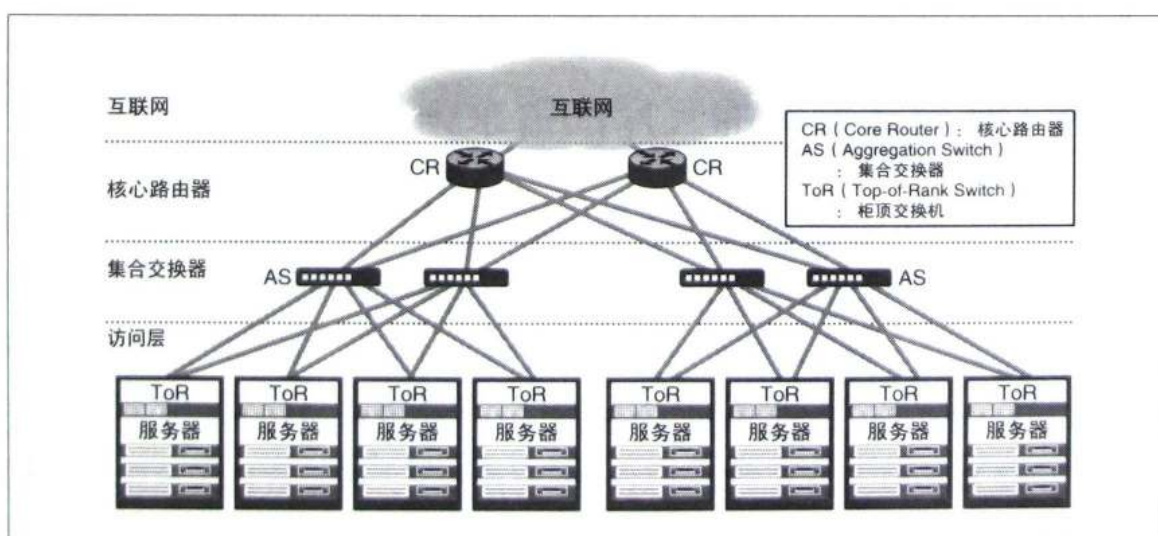 互联网
互联网
CR（Core Router）：核心路由器
AS（Aggregation Switch）
：集合交换器
ToR（Top-of-Rank Switch）
：柜顶交换机
CR
CR
核心路由器
集合交换器
AS
AS
访问层
ToR
ToR
ToR
ToR
ToR
ToR
ToR
ToR
服务器
服务器
服务器
服务器
服务器
服务器
服务器
服务器